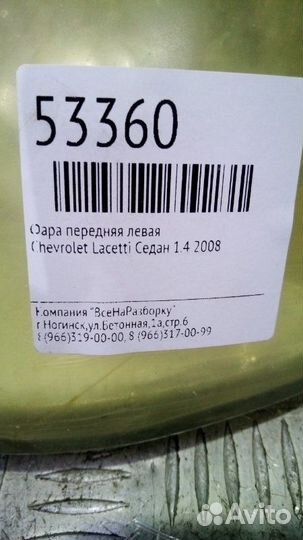 53360
Фара передняя левая
Chevrolet Lacetti Седан 1.4 2008
Компания "ВсеНаРазборку"
г.Ногинск,ул.Бетонная,1а,стр.6
8 (966)319-00-00, 8 (966)317-00-99
Avito